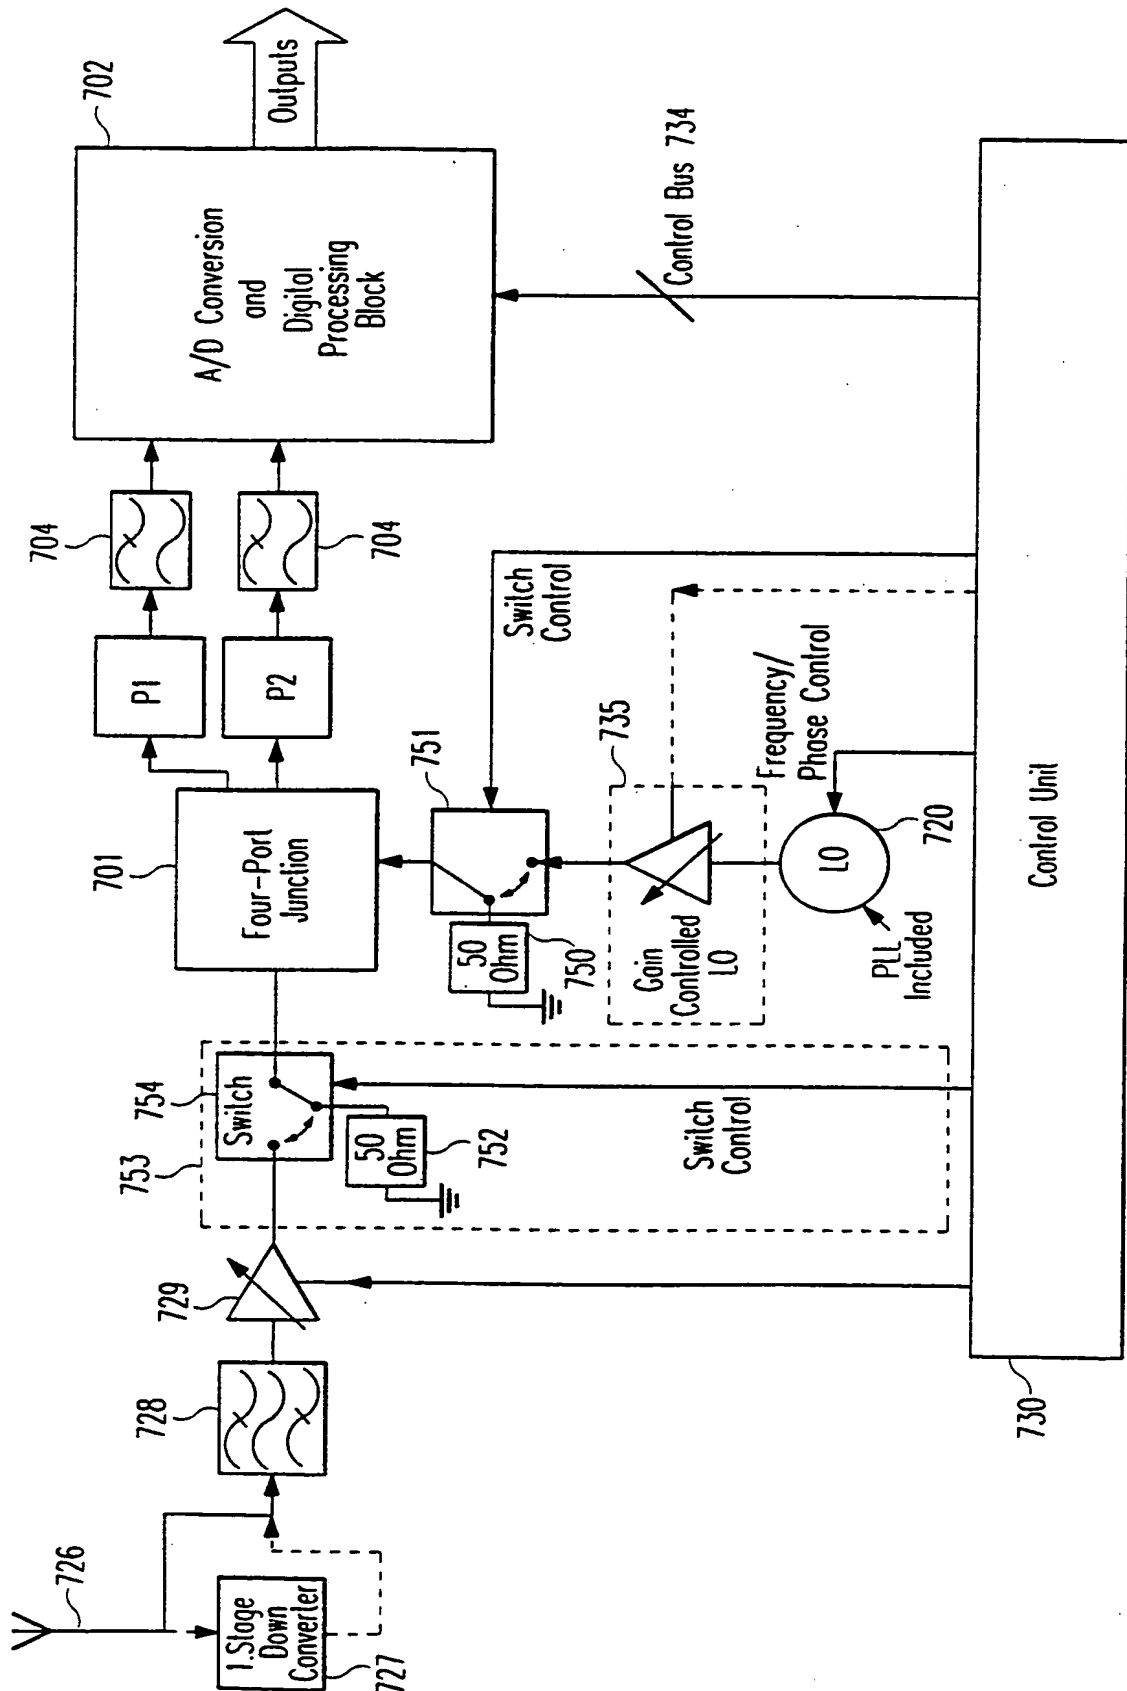 726
1.Stage
Down
Converter
727
728
729
753
754
Switch
50
Ohm
752
Switch
Control
701
Four-Port
Junction
P1
P2
704
704
702
A/D Conversion
and
Digital
Processing
Block
Outputs
751
50
Ohm
750
Switch
Control
735
Gain
Controlled
LO
Frequency/
Phase Control
LO
720
PLL
Included
Control Bus 734
Control Unit
730